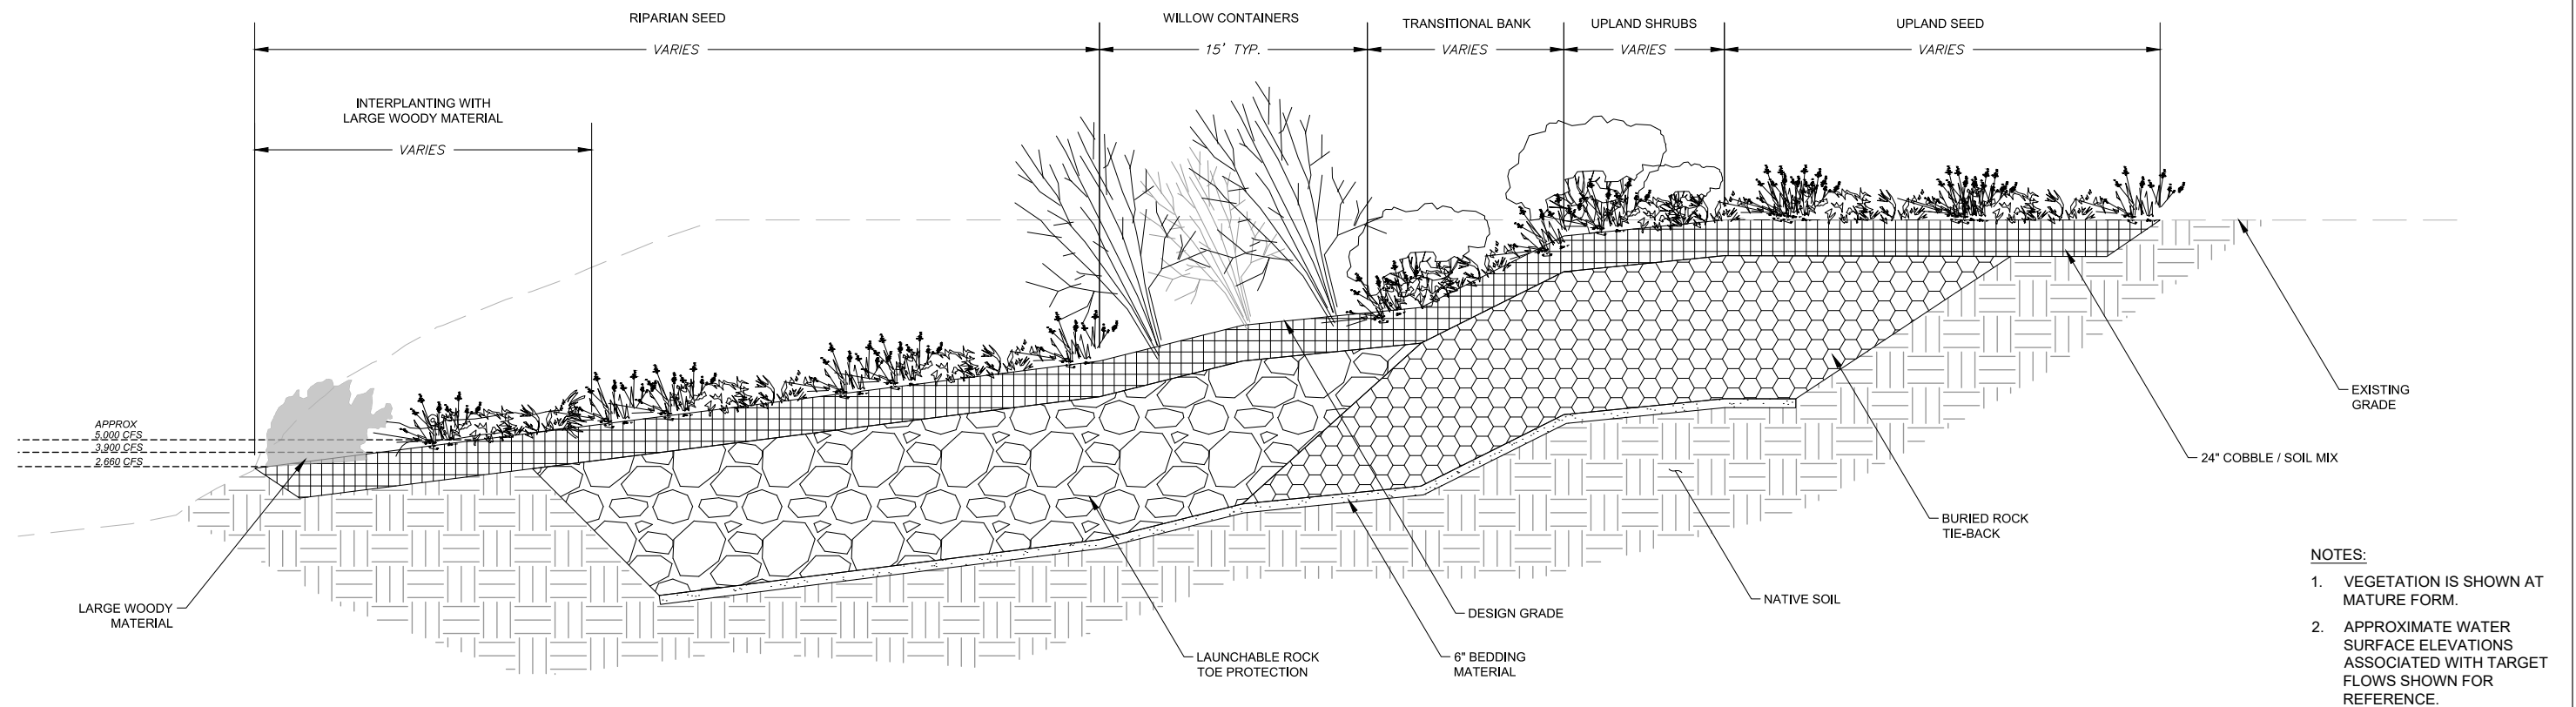 RIPARIAN SEED
VARIES
WILLOW CONTAINERS
15' TYP.
TRANSITIONAL BANK
VARIES
UPLAND SHRUBS
VARIES
UPLAND SEED
VARIES
INTERPLANTING WITH
LARGE WOODY MATERIAL
VARIES
APPROX
5,000 CFS
3,900 CFS
2,660 CFS
LARGE WOODY
MATERIAL
LAUNCHABLE ROCK
TOE PROTECTION
6" BEDDING
MATERIAL
DESIGN GRADE
NATIVE SOIL
BURIED ROCK
TIE-BACK
24" COBBLE / SOIL MIX
EXISTING
GRADE
NOTES:
1. VEGETATION IS SHOWN AT
MATURE FORM.
2. APPROXIMATE WATER
SURFACE ELEVATIONS
ASSOCIATED WITH TARGET
FLOWS SHOWN FOR
REFERENCE.